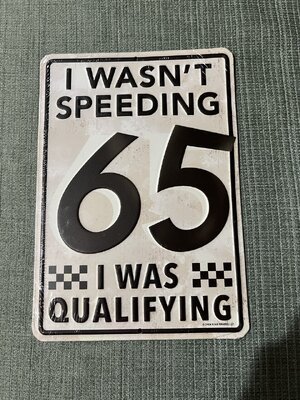 I WASN'T
SPEEDING
65
I WAS
QUALIFYING